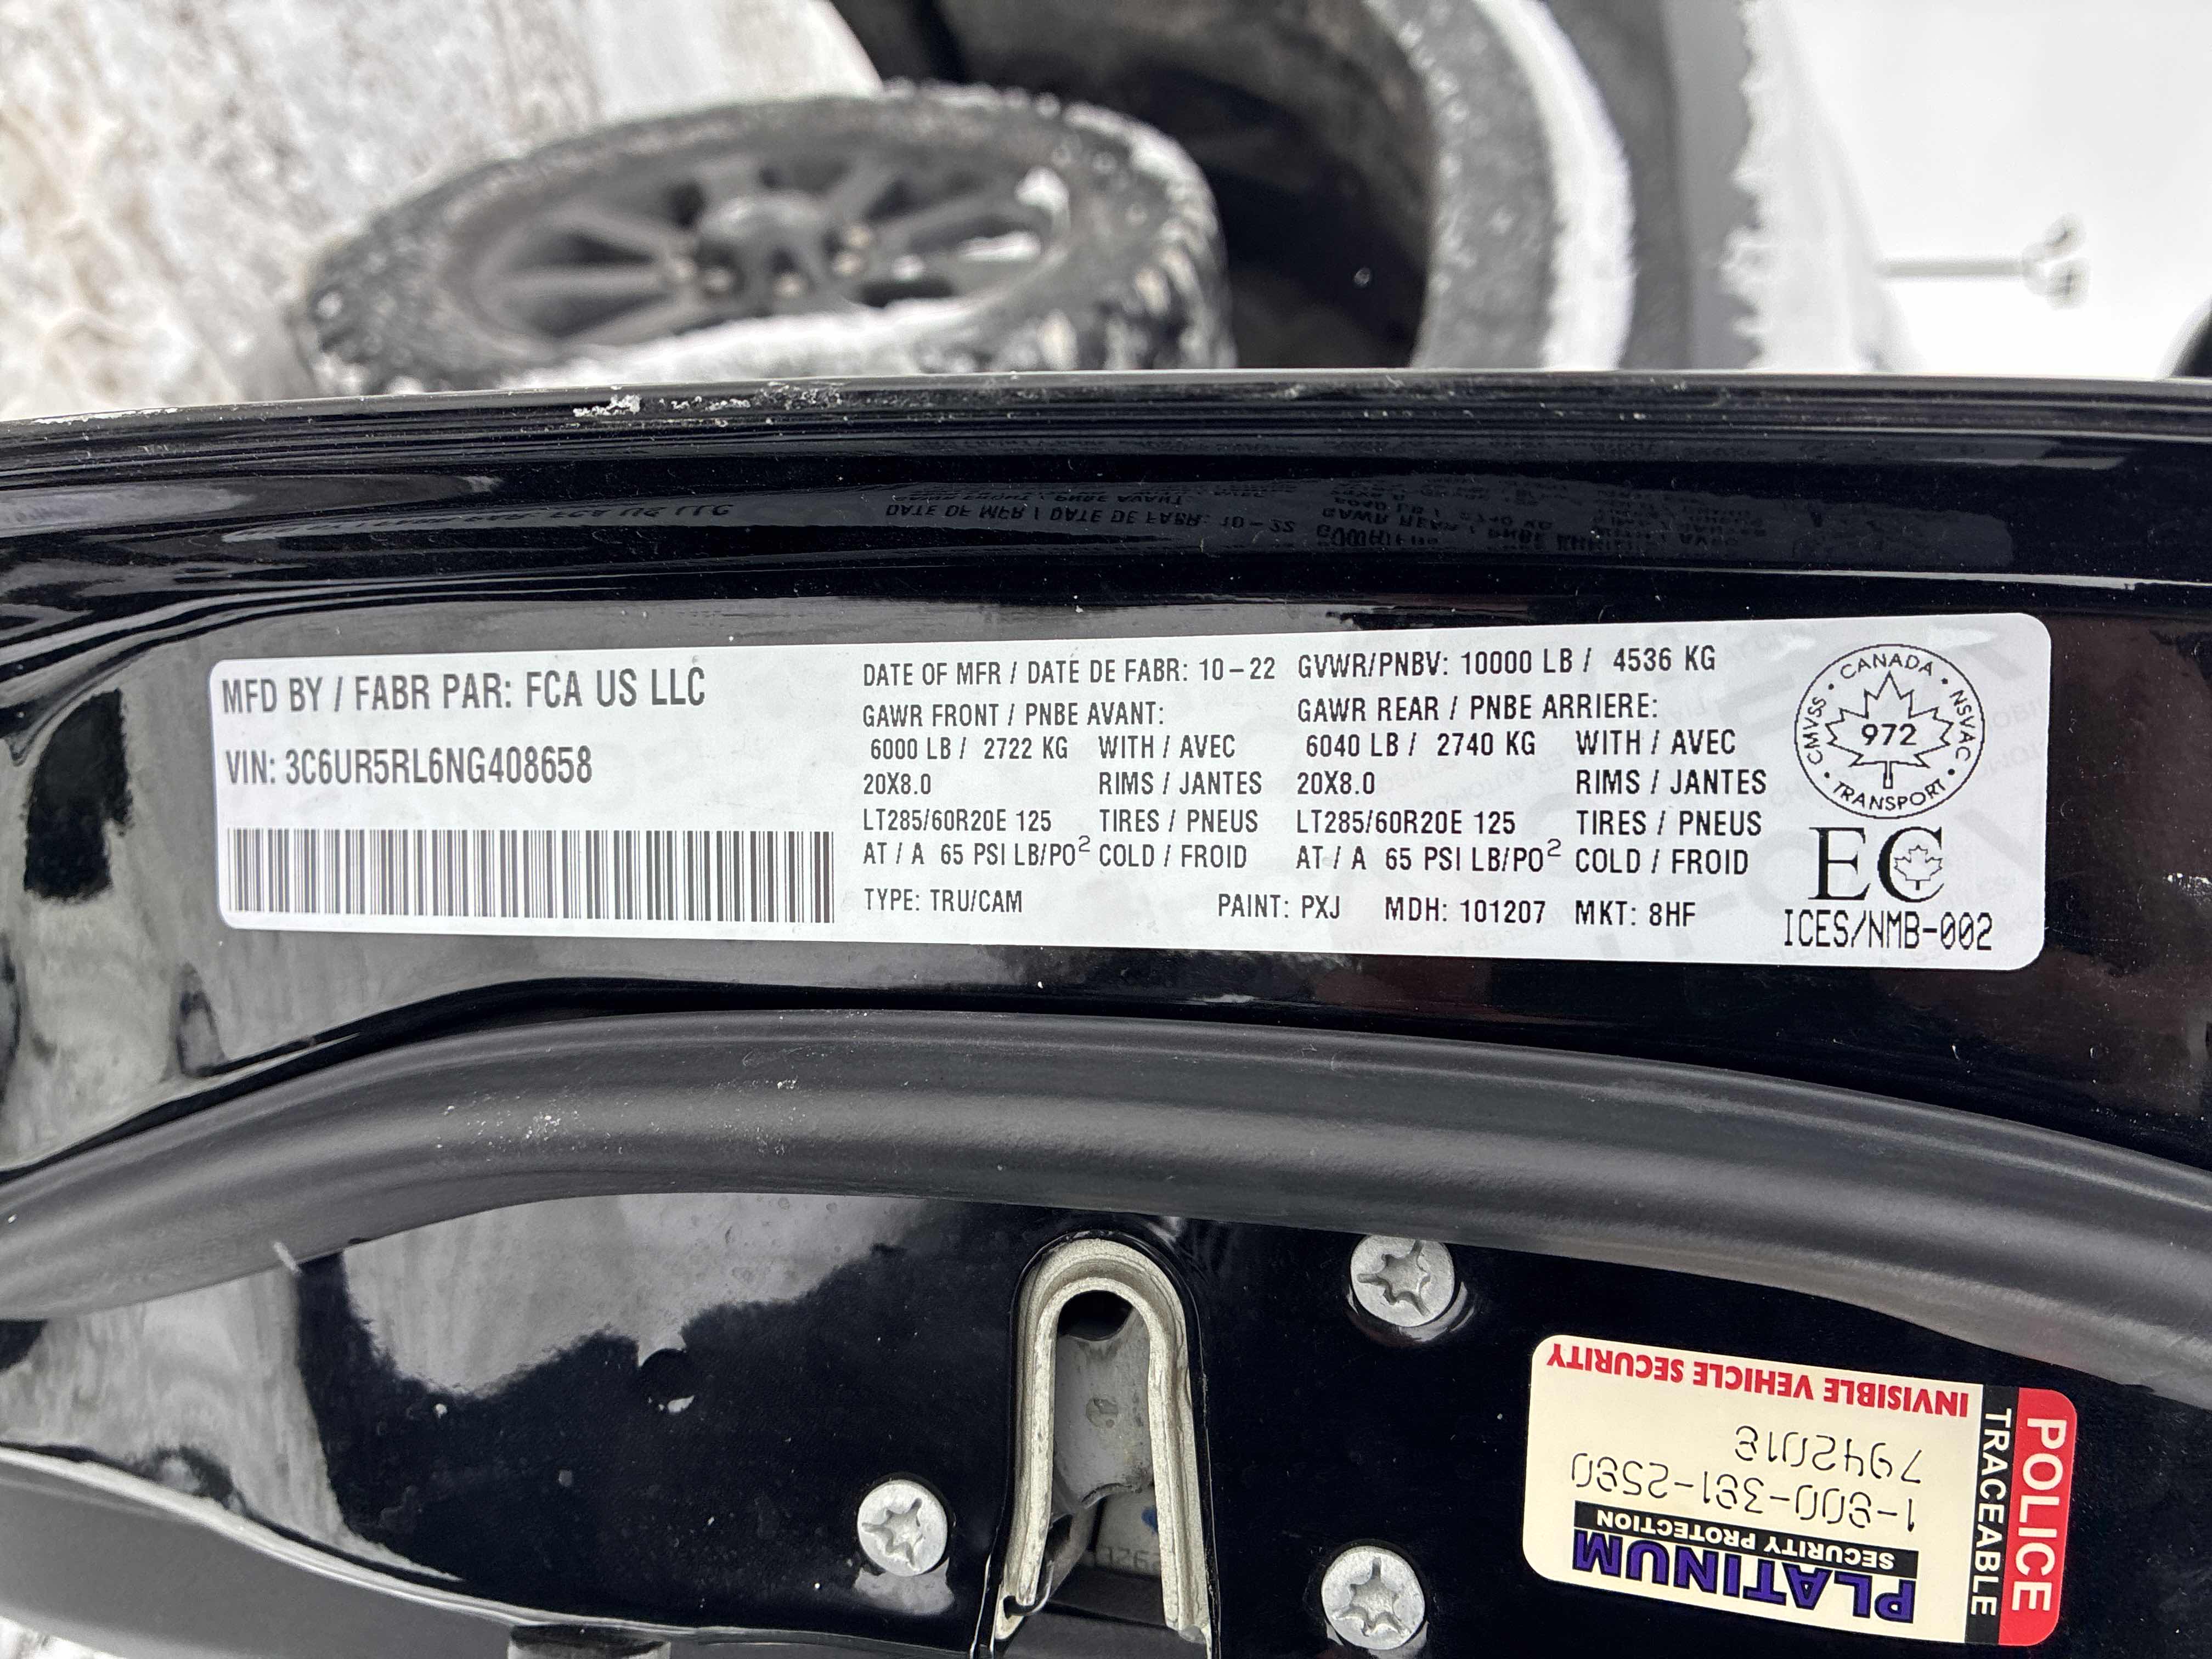 MFD BY / FABR PAR: FCA US LLC
VIN: 3C6UR5RL6NG408658
DATE OF MFR / DATE DE FABR: 10-22 GVWR/PNBV: 10000 LB / 4536 KG
GAWR FRONT / PNBE AVANT: GAWR REAR / PNBE ARRIERE:
6000 LB / 2722 KG WITH / AVEC 6040 LB / 2740 KG WITH / AVEC
20X8.0 RIMS / JANTES 20X8.0 RIMS / JANTES
LT285/60R20E 125 TIRES / PNEUS LT285/60R20E 125 TIRES / PNEUS
AT / A 65 PSI LB/PO² COLD / FROID AT / A 65 PSI LB/PO² COLD / FROID
TYPE: TRU/CAM PAINT: PXJ MDH: 101207 MKT: 8HF
CANADA
CMVSS
972
NSVAC
TRANSPORT
EC
ICES/NMB-002
PLATINUM
SECURITY PROTECTION
1-800-381-2580
7942018
INVISIBLE VEHICLE SECURITY
POLICE
TRACEABLE